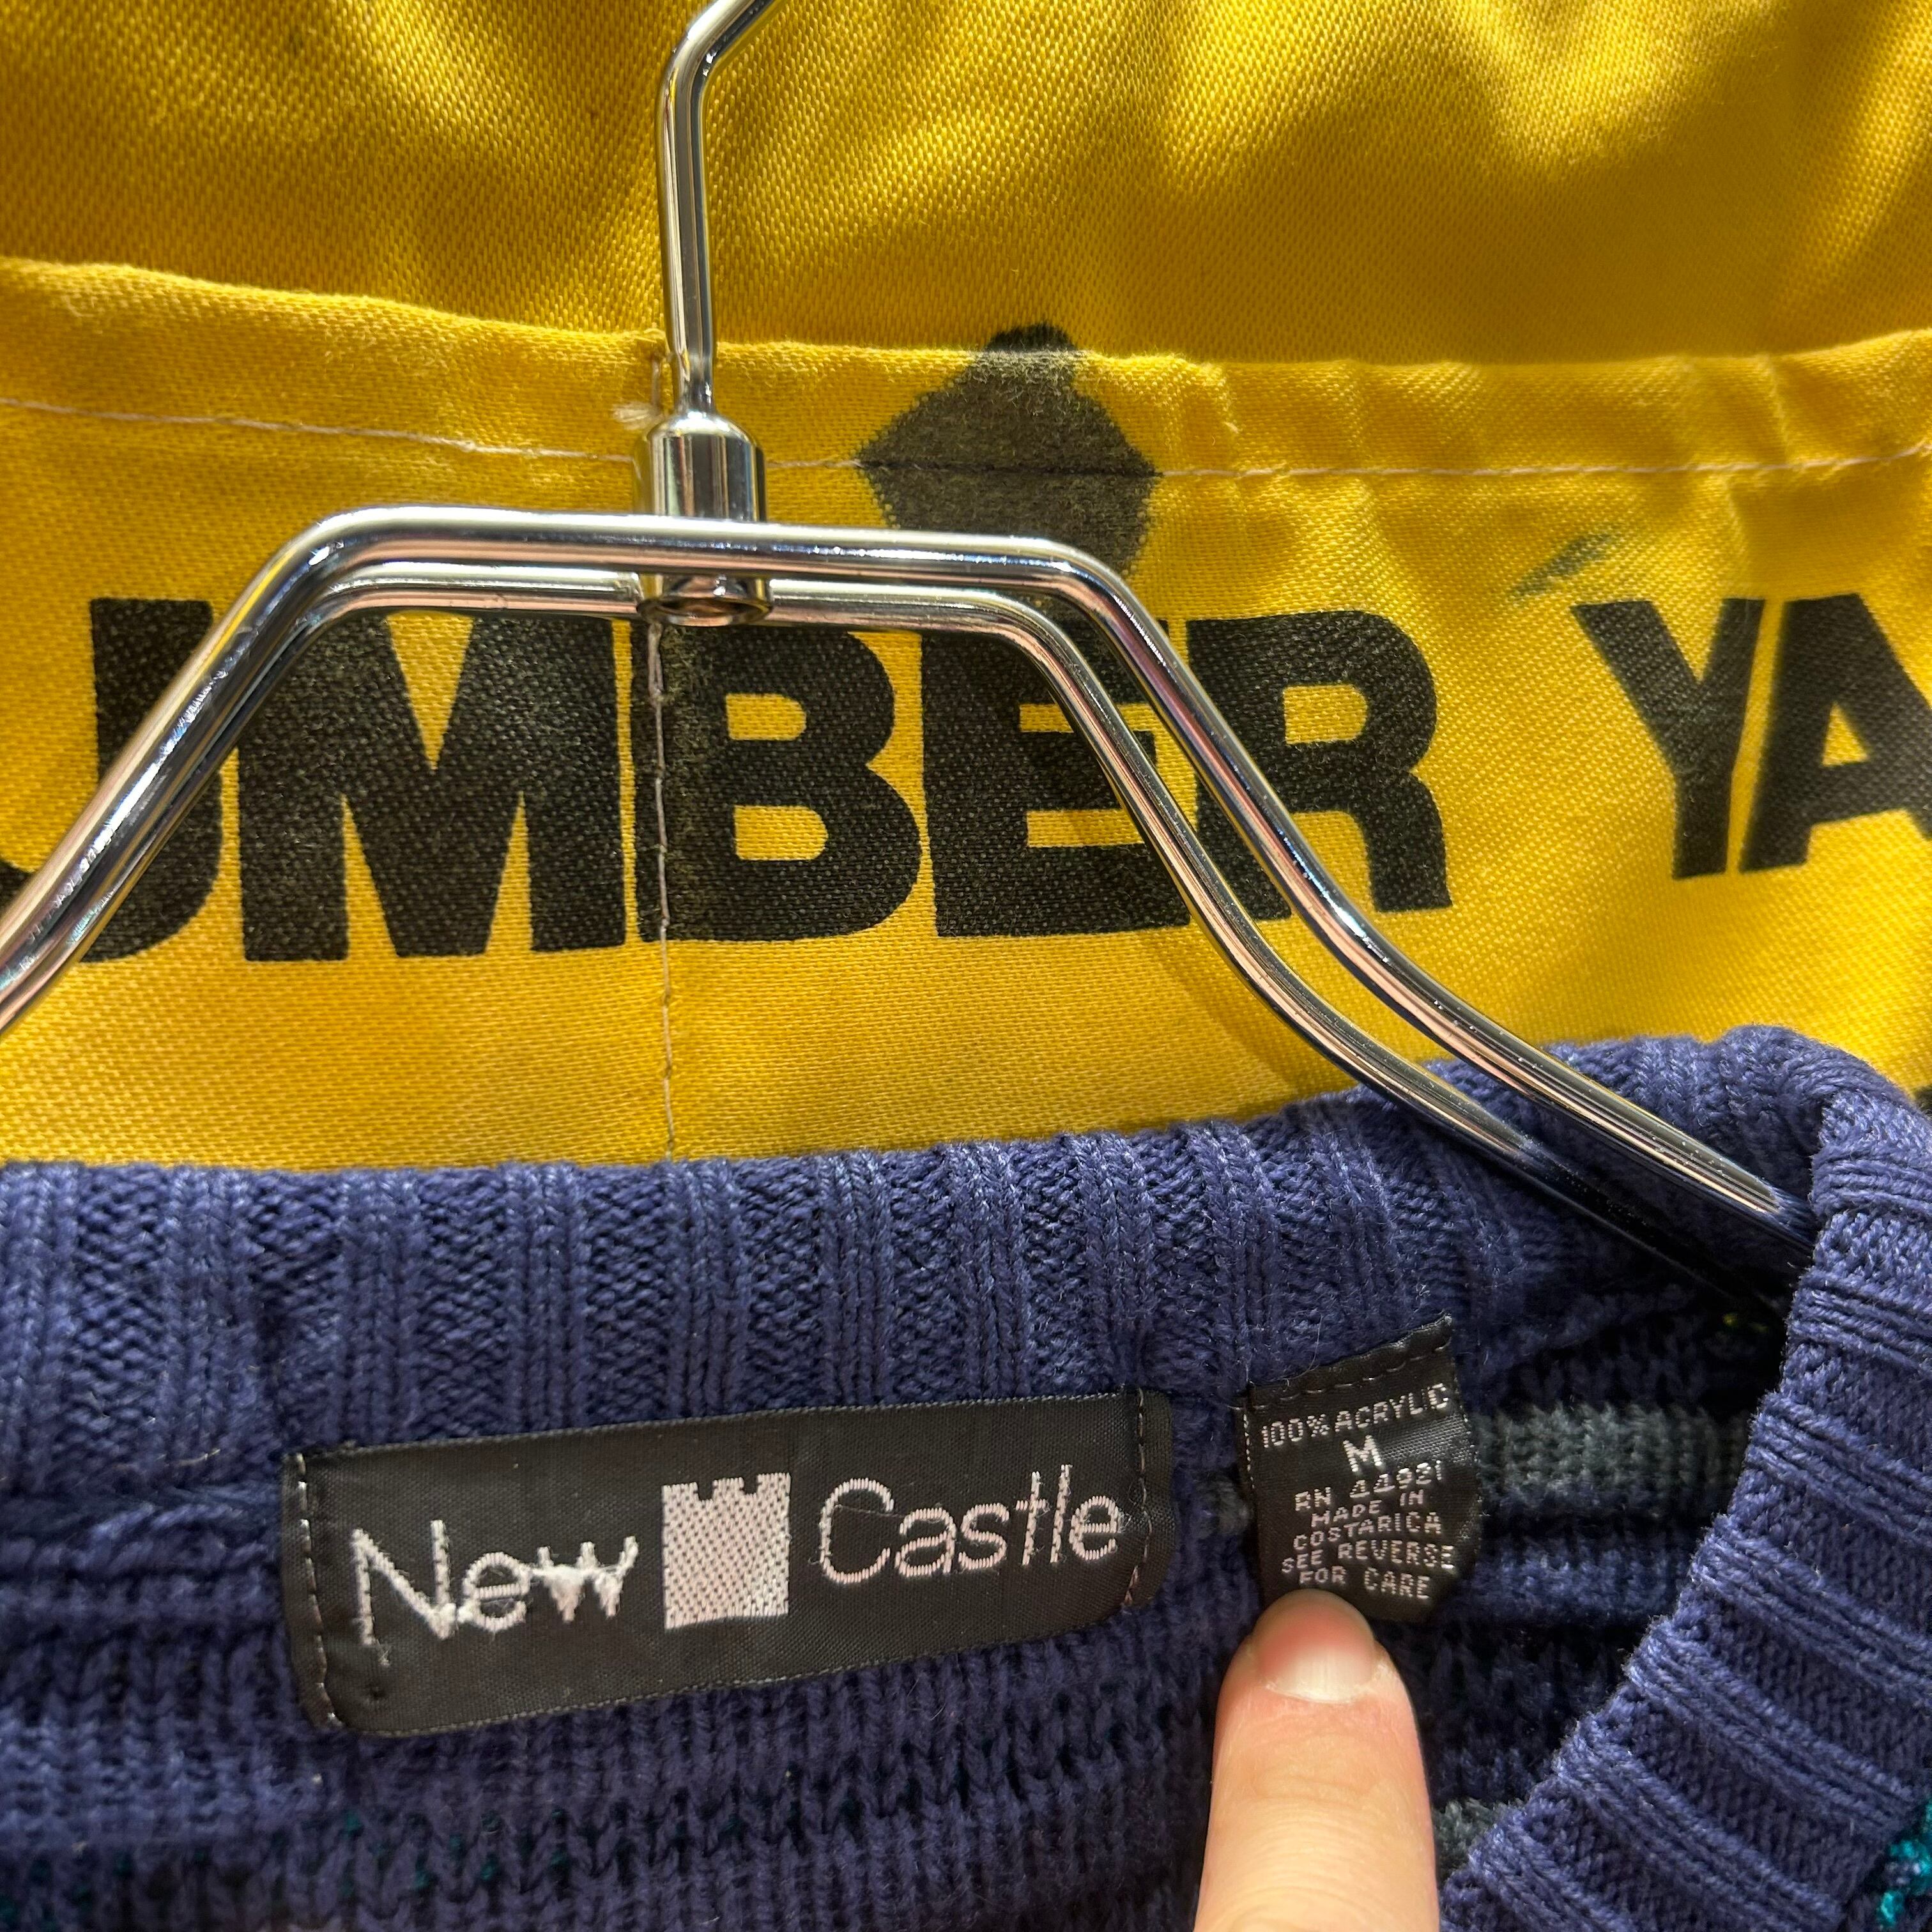 UMBER YA
New Castle
100% ACRYLIC
M
RN 44921
MADE IN
COSTARICA
SEE REVERSE
FOR CARE